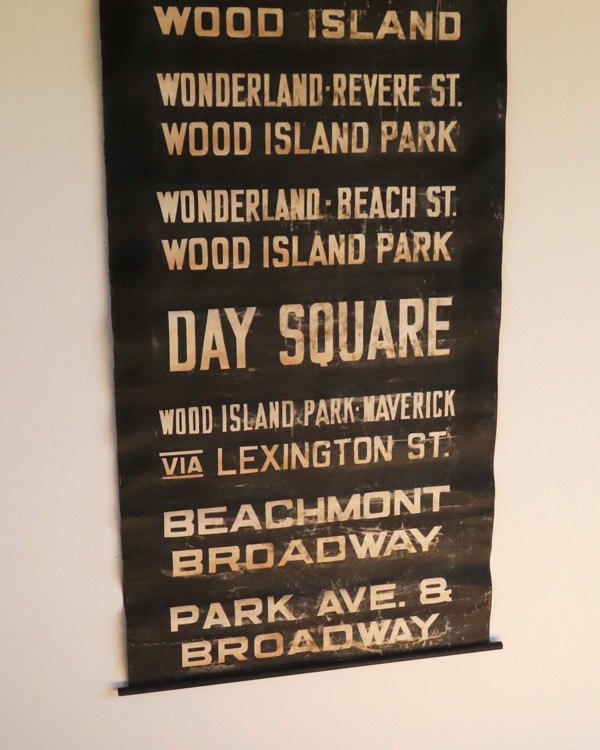 WOOD ISLAND
WONDERLAND·REVERE ST.
WOOD ISLAND PARK
WONDERLAND·BEACH ST.
WOOD ISLAND PARK
DAY SQUARE
WOOD ISLAND PARK·MAVERICK
VIA LEXINGTON ST.
BEACHMONT
BROADWAY
PARK AVE. &
BROADWAY